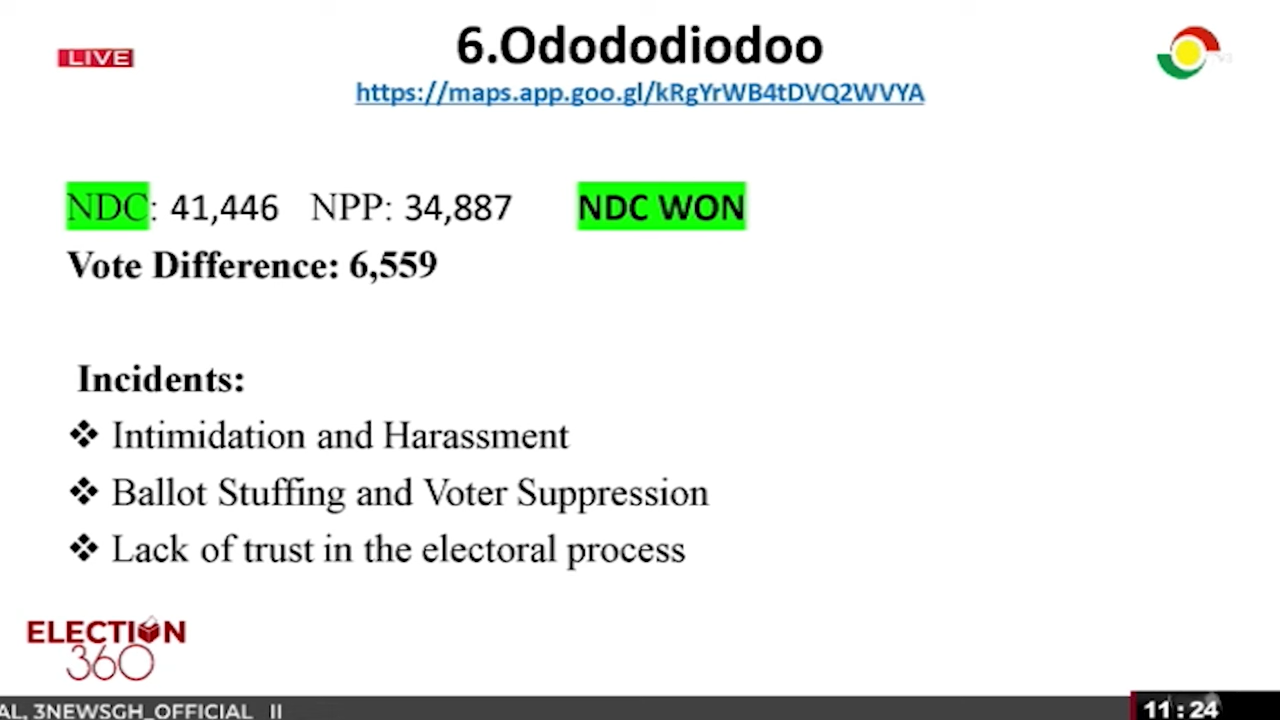 LIVE
6.Odododiodoo
https://maps.app.goo.gl/kRgYrWB4tDVQ2WVYA
NDC: 41,446 NPP: 34,887 NDC WON
Vote Difference: 6,559
Incidents:
❖ Intimidation and Harassment
❖ Ballot Stuffing and Voter Suppression
❖ Lack of trust in the electoral process
ELECTION
360
AL, 3NEWSGH_OFFICIAL II
11:24